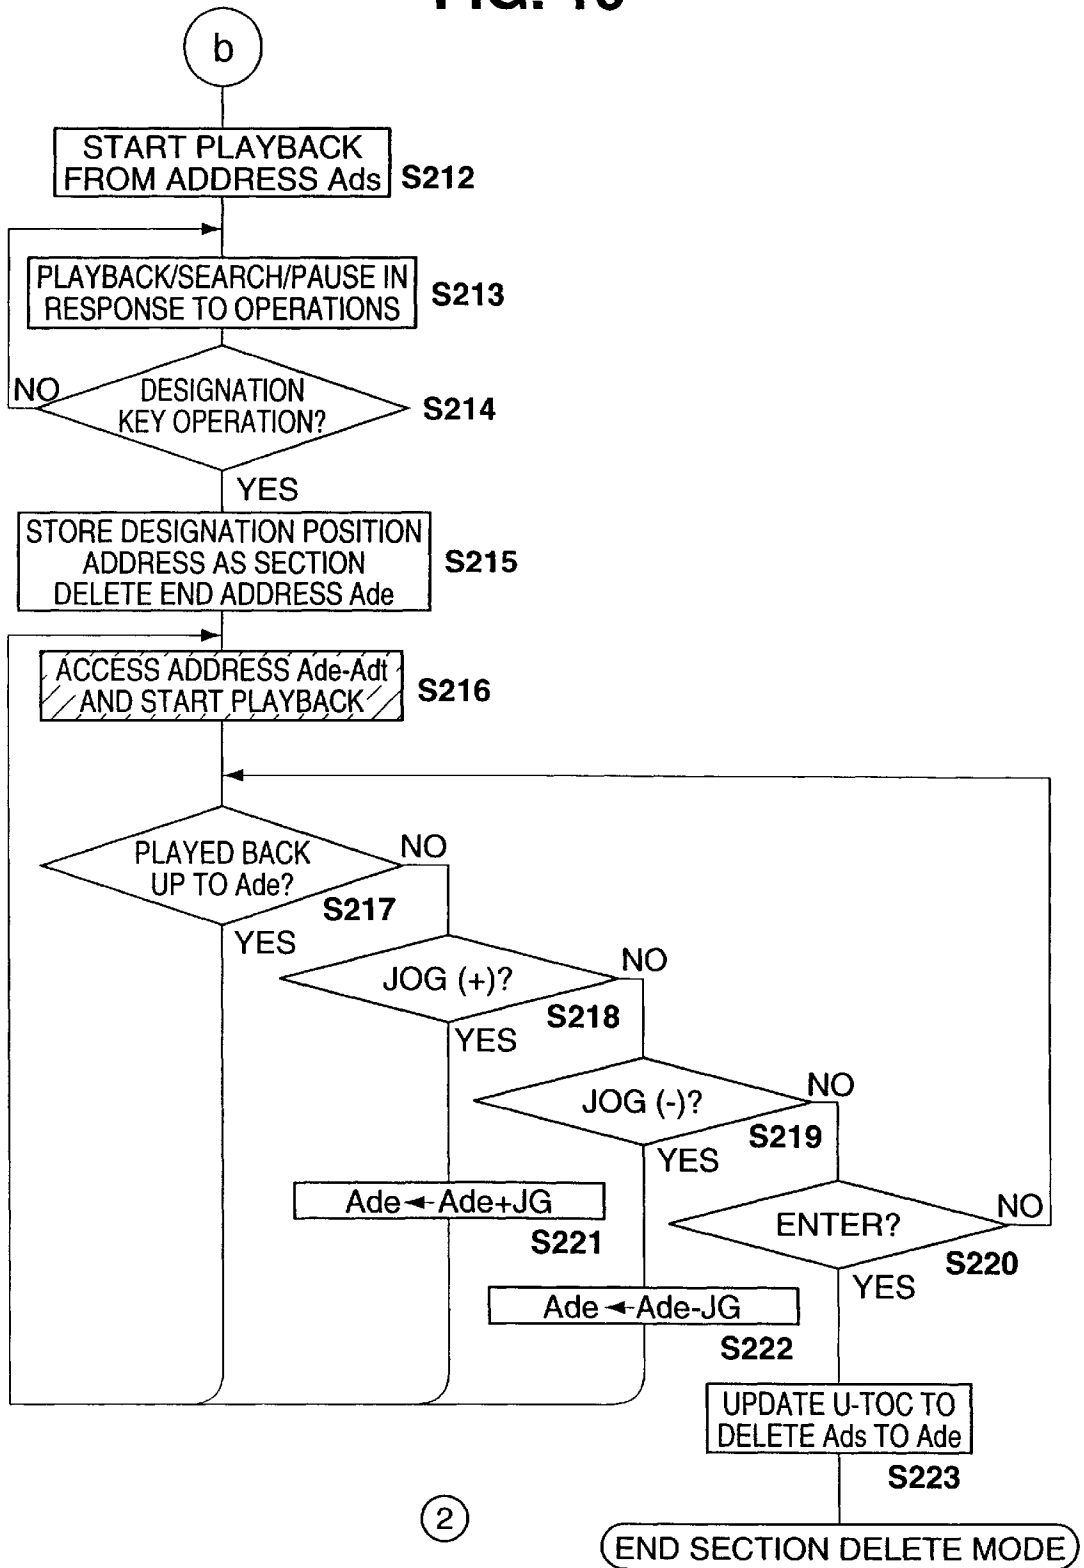 b
START PLAYBACK
FROM ADDRESS Ads
S212
PLAYBACK/SEARCH/PAUSE IN
RESPONSE TO OPERATIONS
S213
NO
DESIGNATION
KEY OPERATION?
S214
YES
STORE DESIGNATION POSITION
ADDRESS AS SECTION
DELETE END ADDRESS Ade
S215
ACCESS ADDRESS Ade-Adt
AND START PLAYBACK
S216
PLAYED BACK
UP TO Ade?
NO
S217
YES
JOG (+)?
NO
S218
YES
JOG (-)?
NO
S219
YES
Ade←Ade+JG
S221
ENTER?
NO
S220
YES
Ade←Ade-JG
S222
UPDATE U-TOC TO
DELETE Ads TO Ade
S223
2
END SECTION DELETE MODE